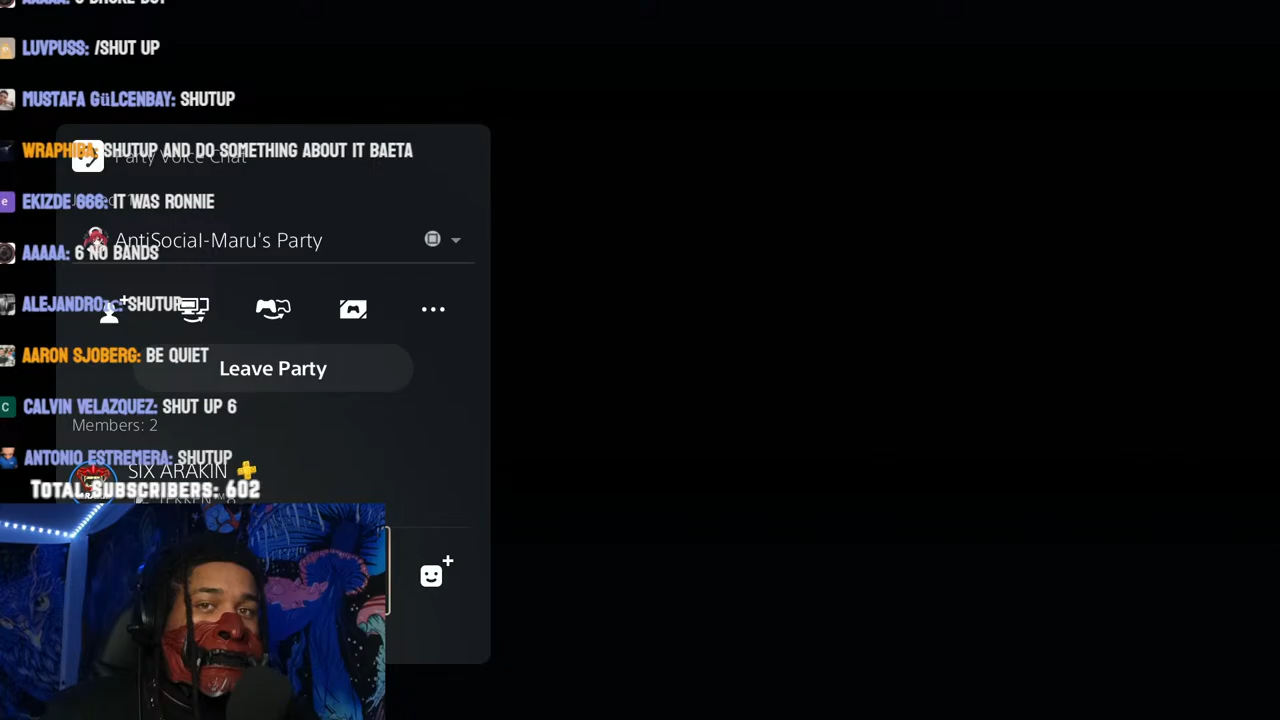 LUVPUSS: /SHUT UP
MUSTAFA GüLCENBAY: SHUTUP
WRAPHIBA: SHUTUP AND DO SOMETHING ABOUT IT BAETA
Party Voice Chat
EKIZDE 666: IT WAS RONNIE
AntiSocial-Maru's Party
AAAAA: 6 NO BANDS
SHUTUP
AARON SJOBERG: BE QUIET
Leave Party
CALVIN VELAZQUEZ: SHUT UP 6
Members: 2
ANTONIO ESTREMERA: SHUTUP
SIX ARAKIN
Total Subscribers: 602